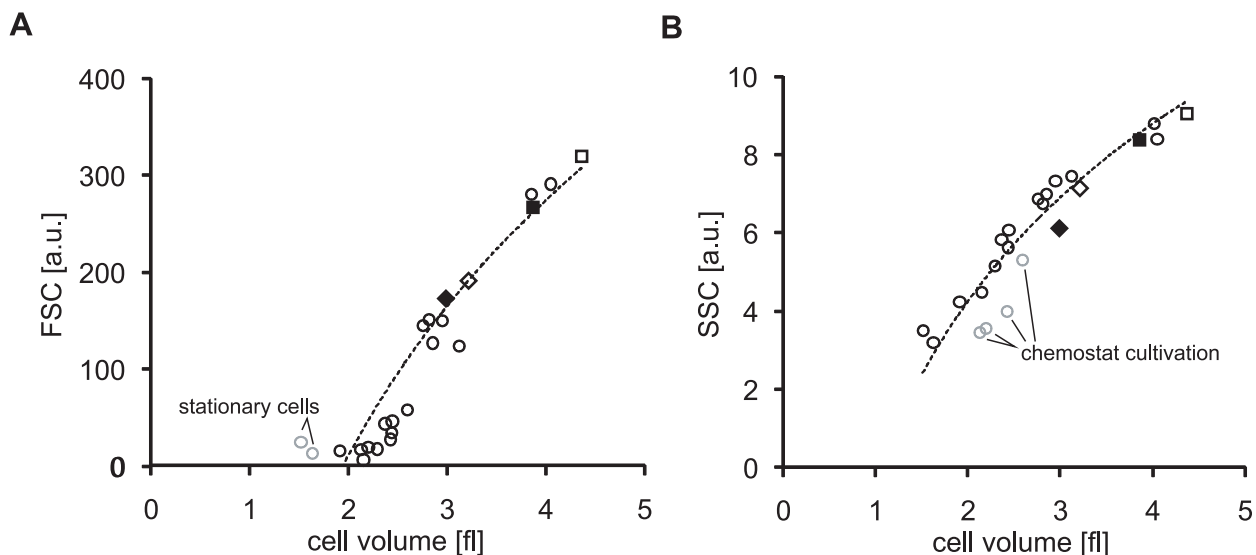 A
FSC [a.u.]
400
300
200
100
0
stationary cells
0 1 2 3 4 5
cell volume [fl]
B
SSC [a.u.]
10
8
6
4
2
0
chemostat cultivation
0 1 2 3 4 5
cell volume [fl]